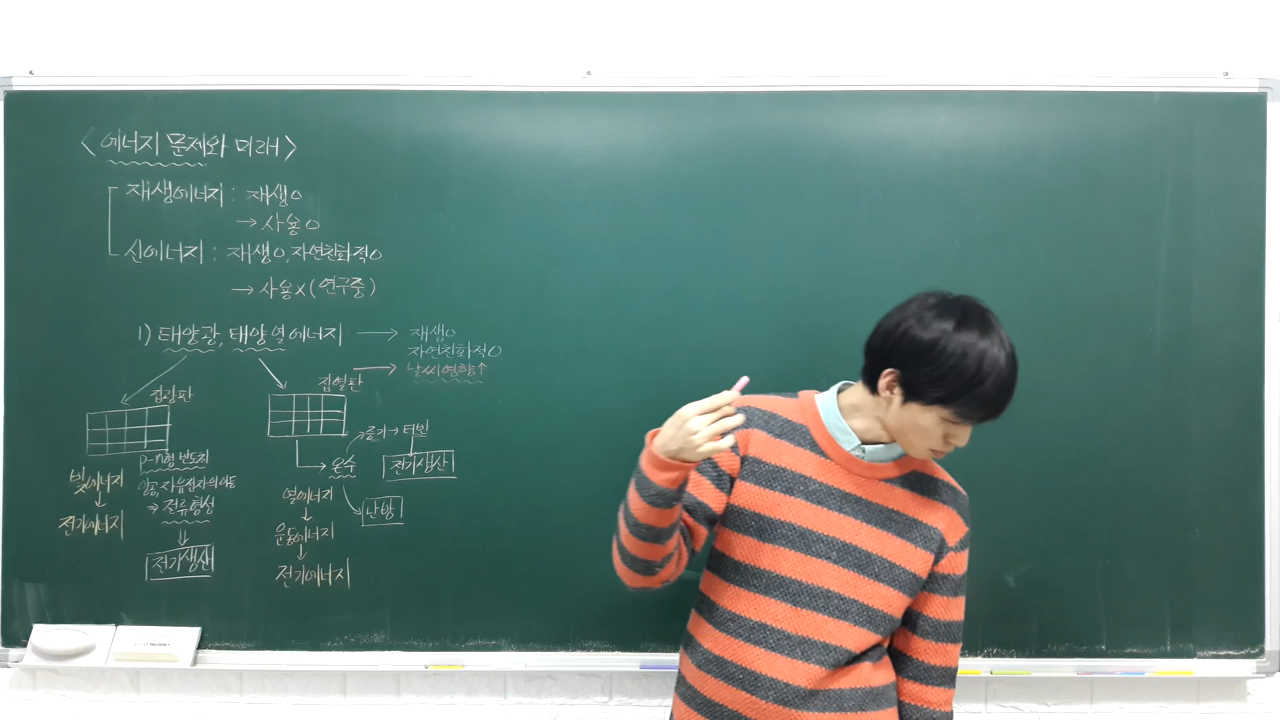 <에너지 문제와 미래>
재생에너지 : 재생○
→ 사용○
신에너지 : 재생○, 자연친화적○
→ 사용×(연구중)
1) 태양광, 태양열에너지 →
재생○
자연친화적○
→ 날씨영향↑
집광판
p-n형 반도체
양공, 자유전자의 이동
⇒ 전류형성
⇓
전기생산
빛에너지
↓
전기에너지
집열판
→ 온수
→ 증기 → 터빈
전기생산
난방
열에너지
↓
운동에너지
↓
전기에너지